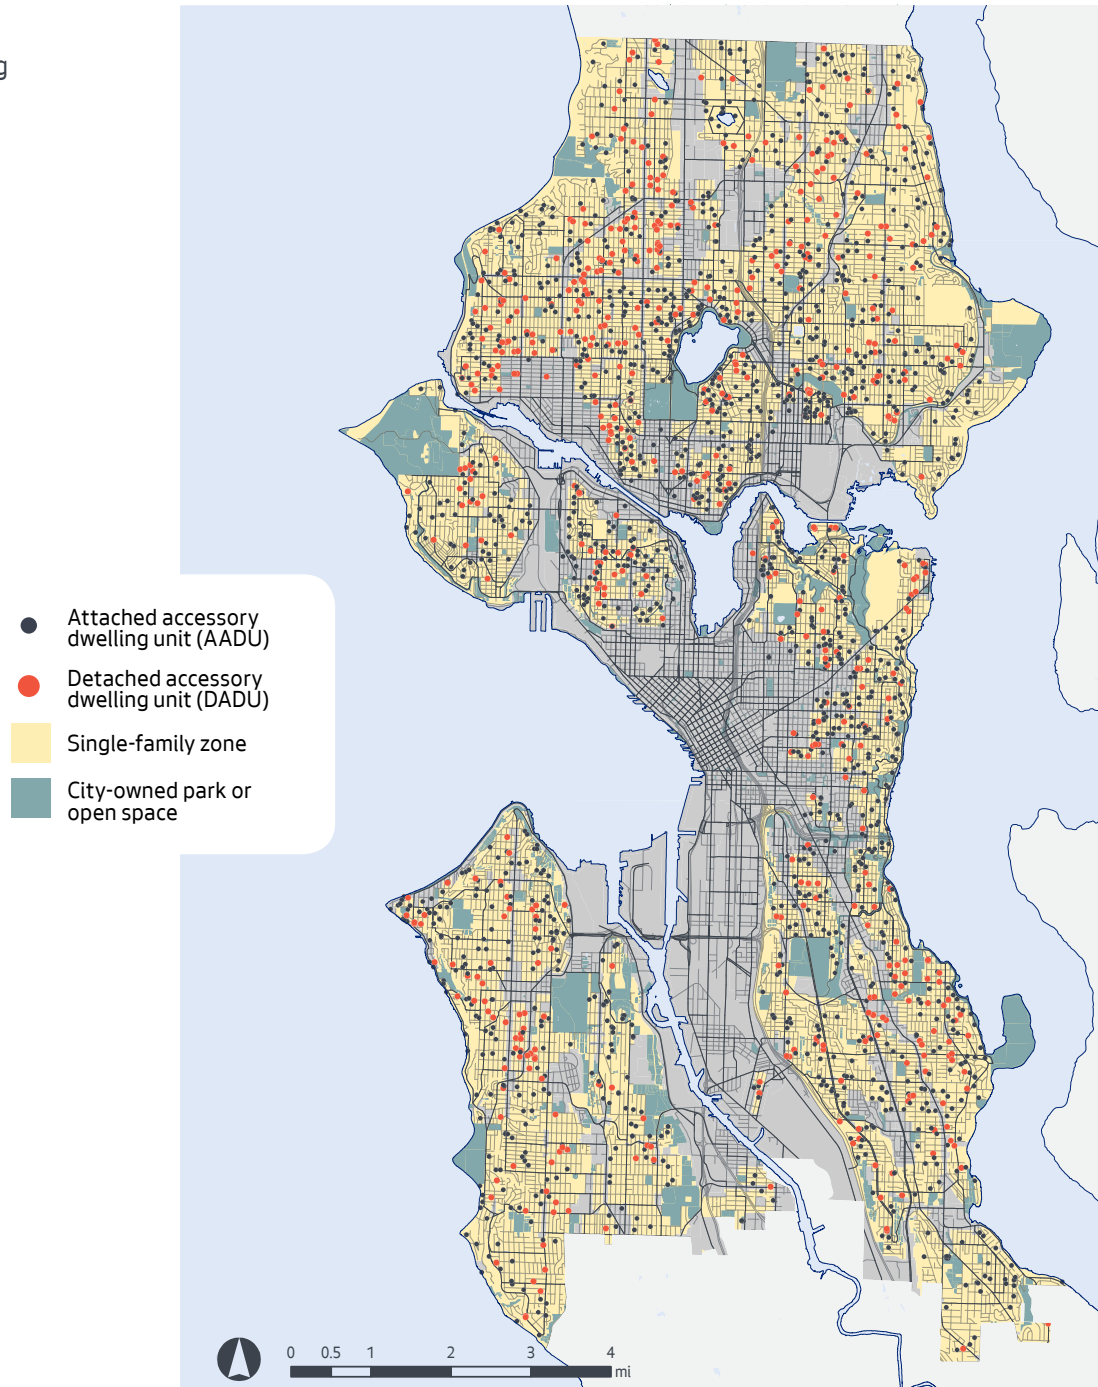 g
Attached accessory
dwelling unit (AADU)
Detached accessory
dwelling unit (DADU)
Single-family zone
City-owned park or
open space
0 0.5 1 2 3 4
mi